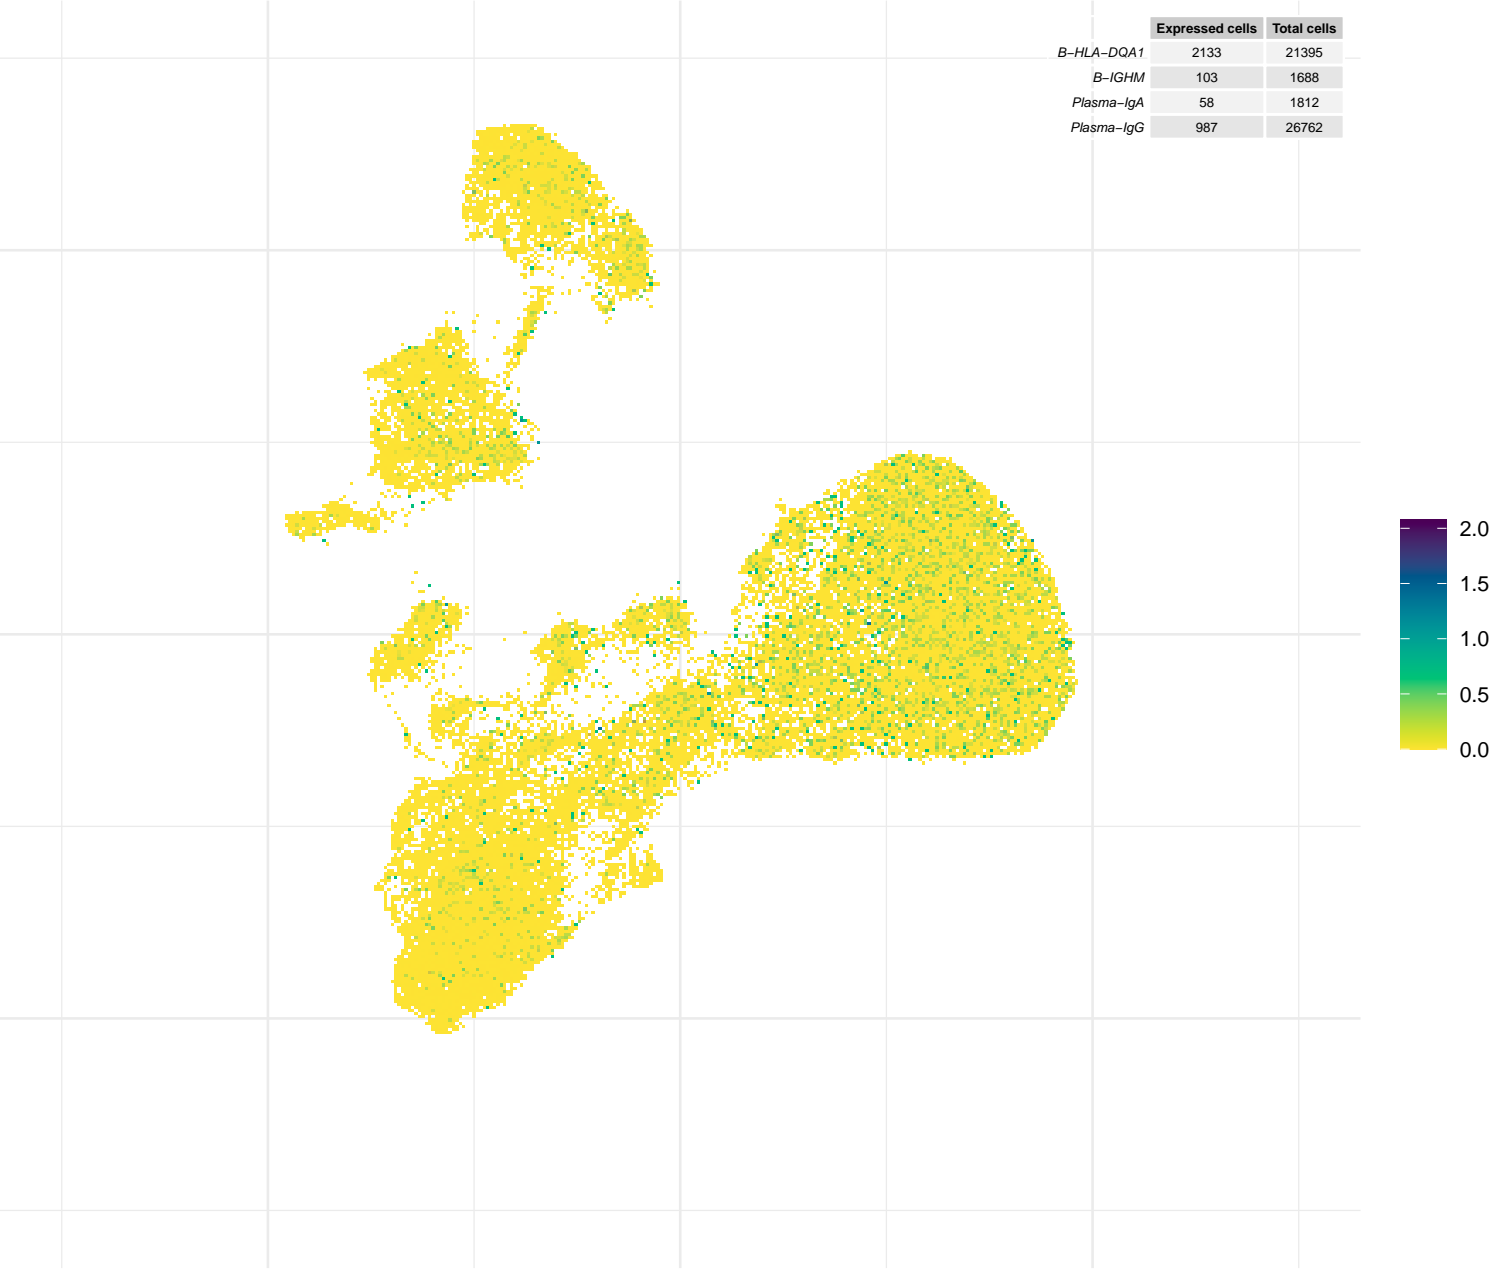 Expressed cells Total cells
B−HLA−DQA1 2133 21395
B−IGHM 103 1688
Plasma−IgA 58 1812
Plasma−IgG 987 26762
2.0
1.5
1.0
0.5
0.0